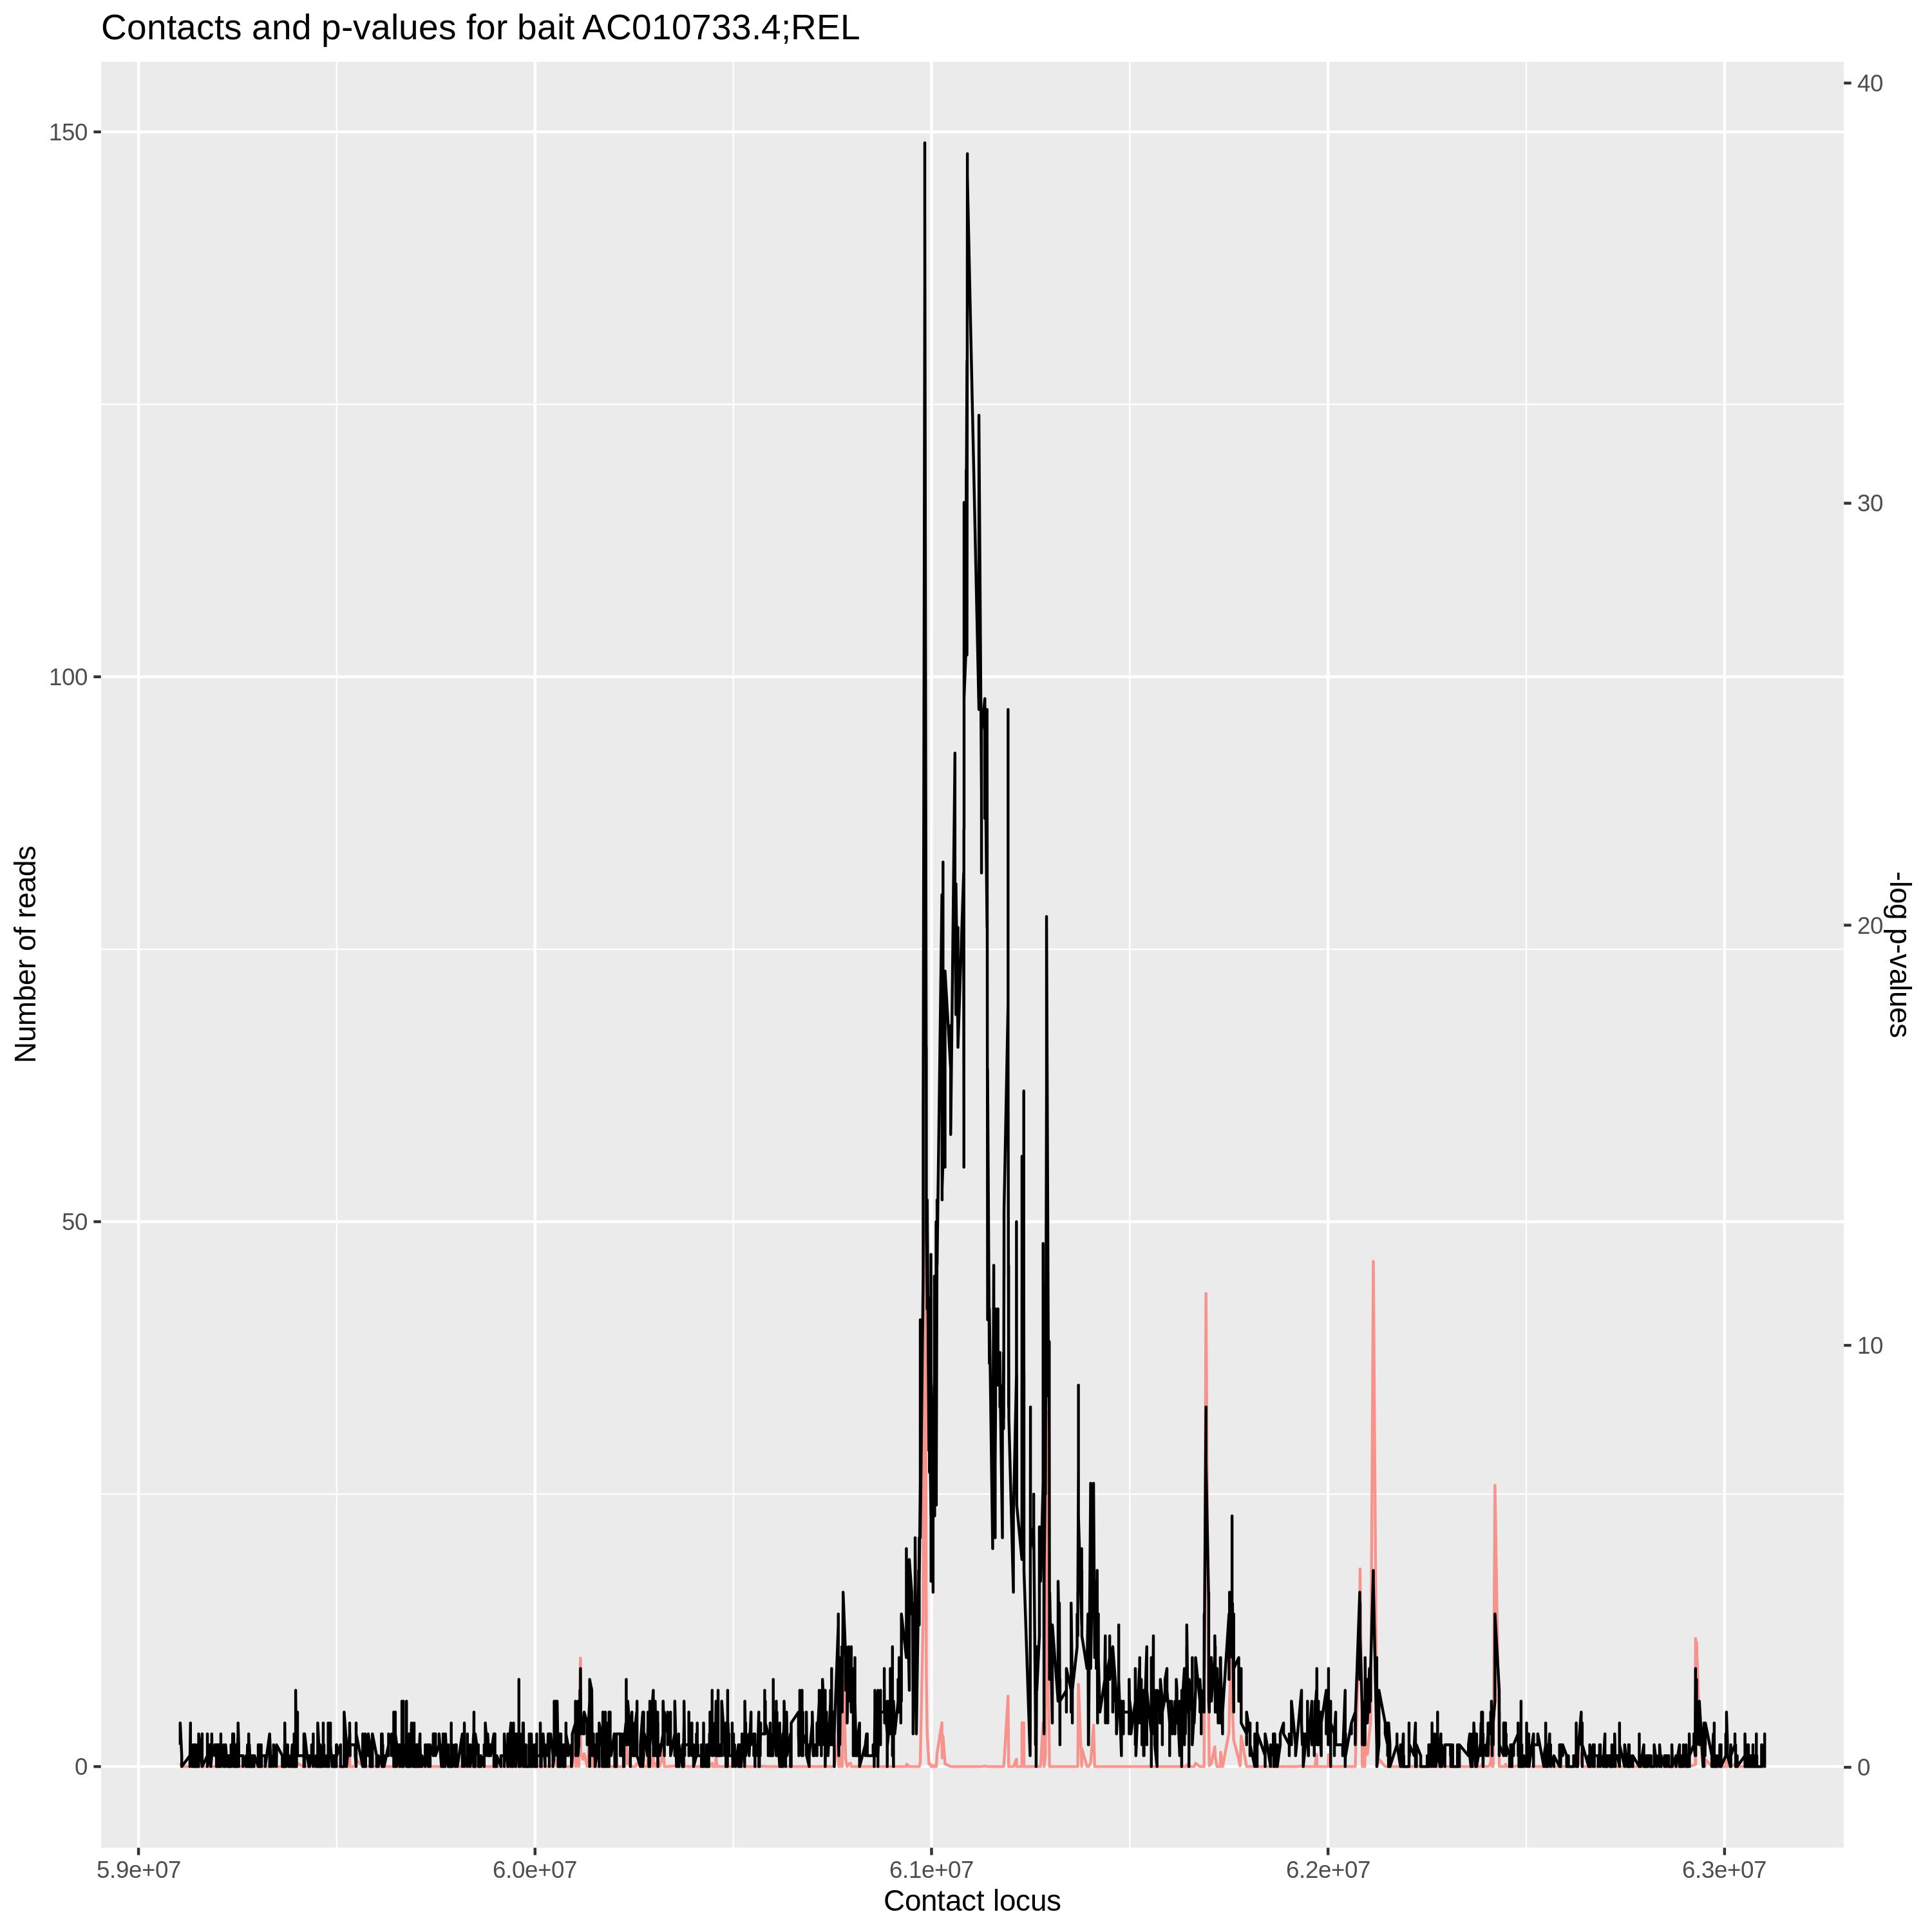 Contacts and p-values for bait AC010733.4;REL
40
150
30
100
20
Number of reads
-log p-values
50
10
0
0
5.9e+07
6.0e+07
6.1e+07
6.2e+07
6.3e+07
Contact locus